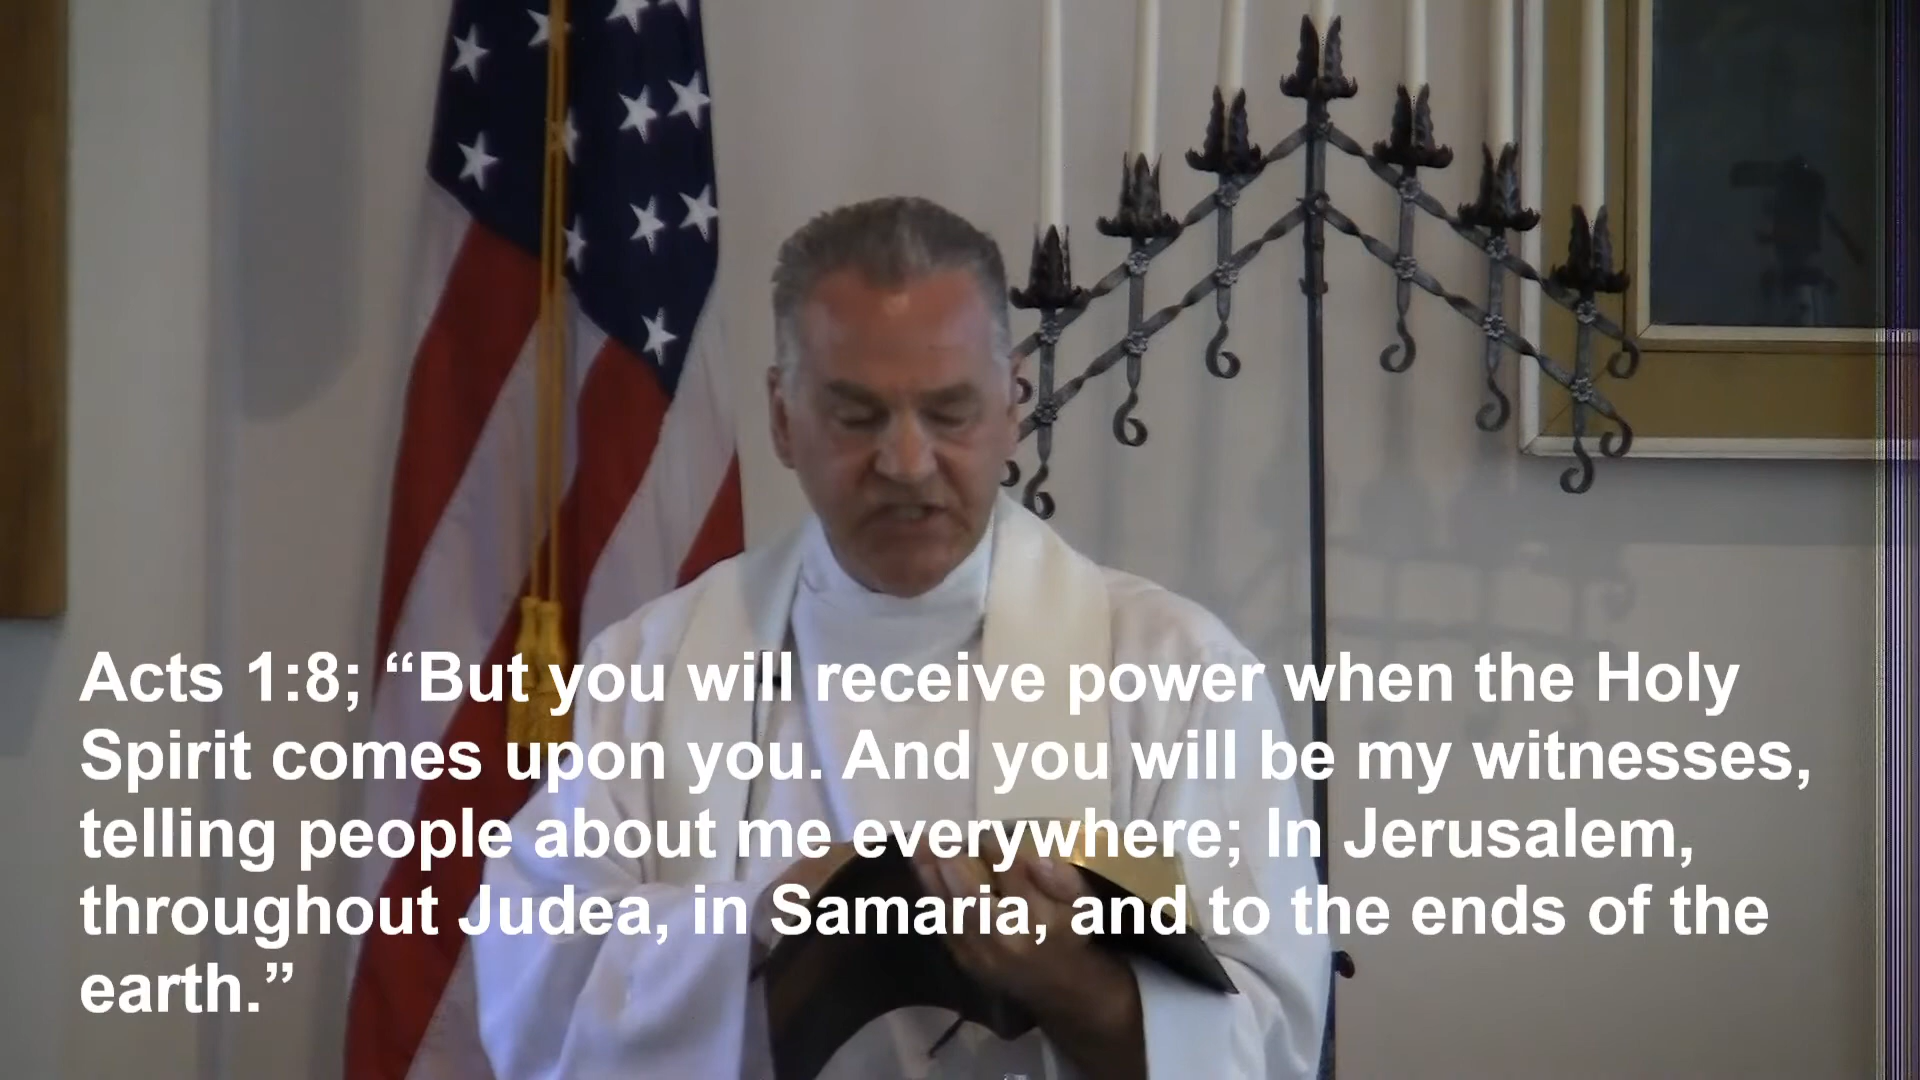 Acts 1:8; “But you will receive power when the Holy
Spirit comes upon you. And you will be my witnesses,
telling people about me everywhere; In Jerusalem,
throughout Judea, in Samaria, and to the ends of the
earth.”